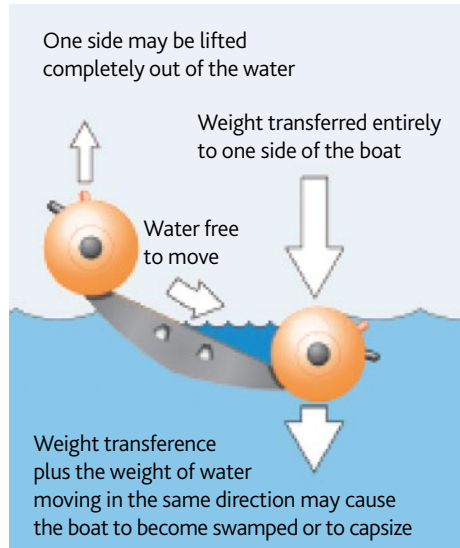 One side may be lifted
completely out of the water
Weight transferred entirely
to one side of the boat
Water free
to move
Weight transference
plus the weight of water
moving in the same direction may cause
the boat to become swamped or to capsize